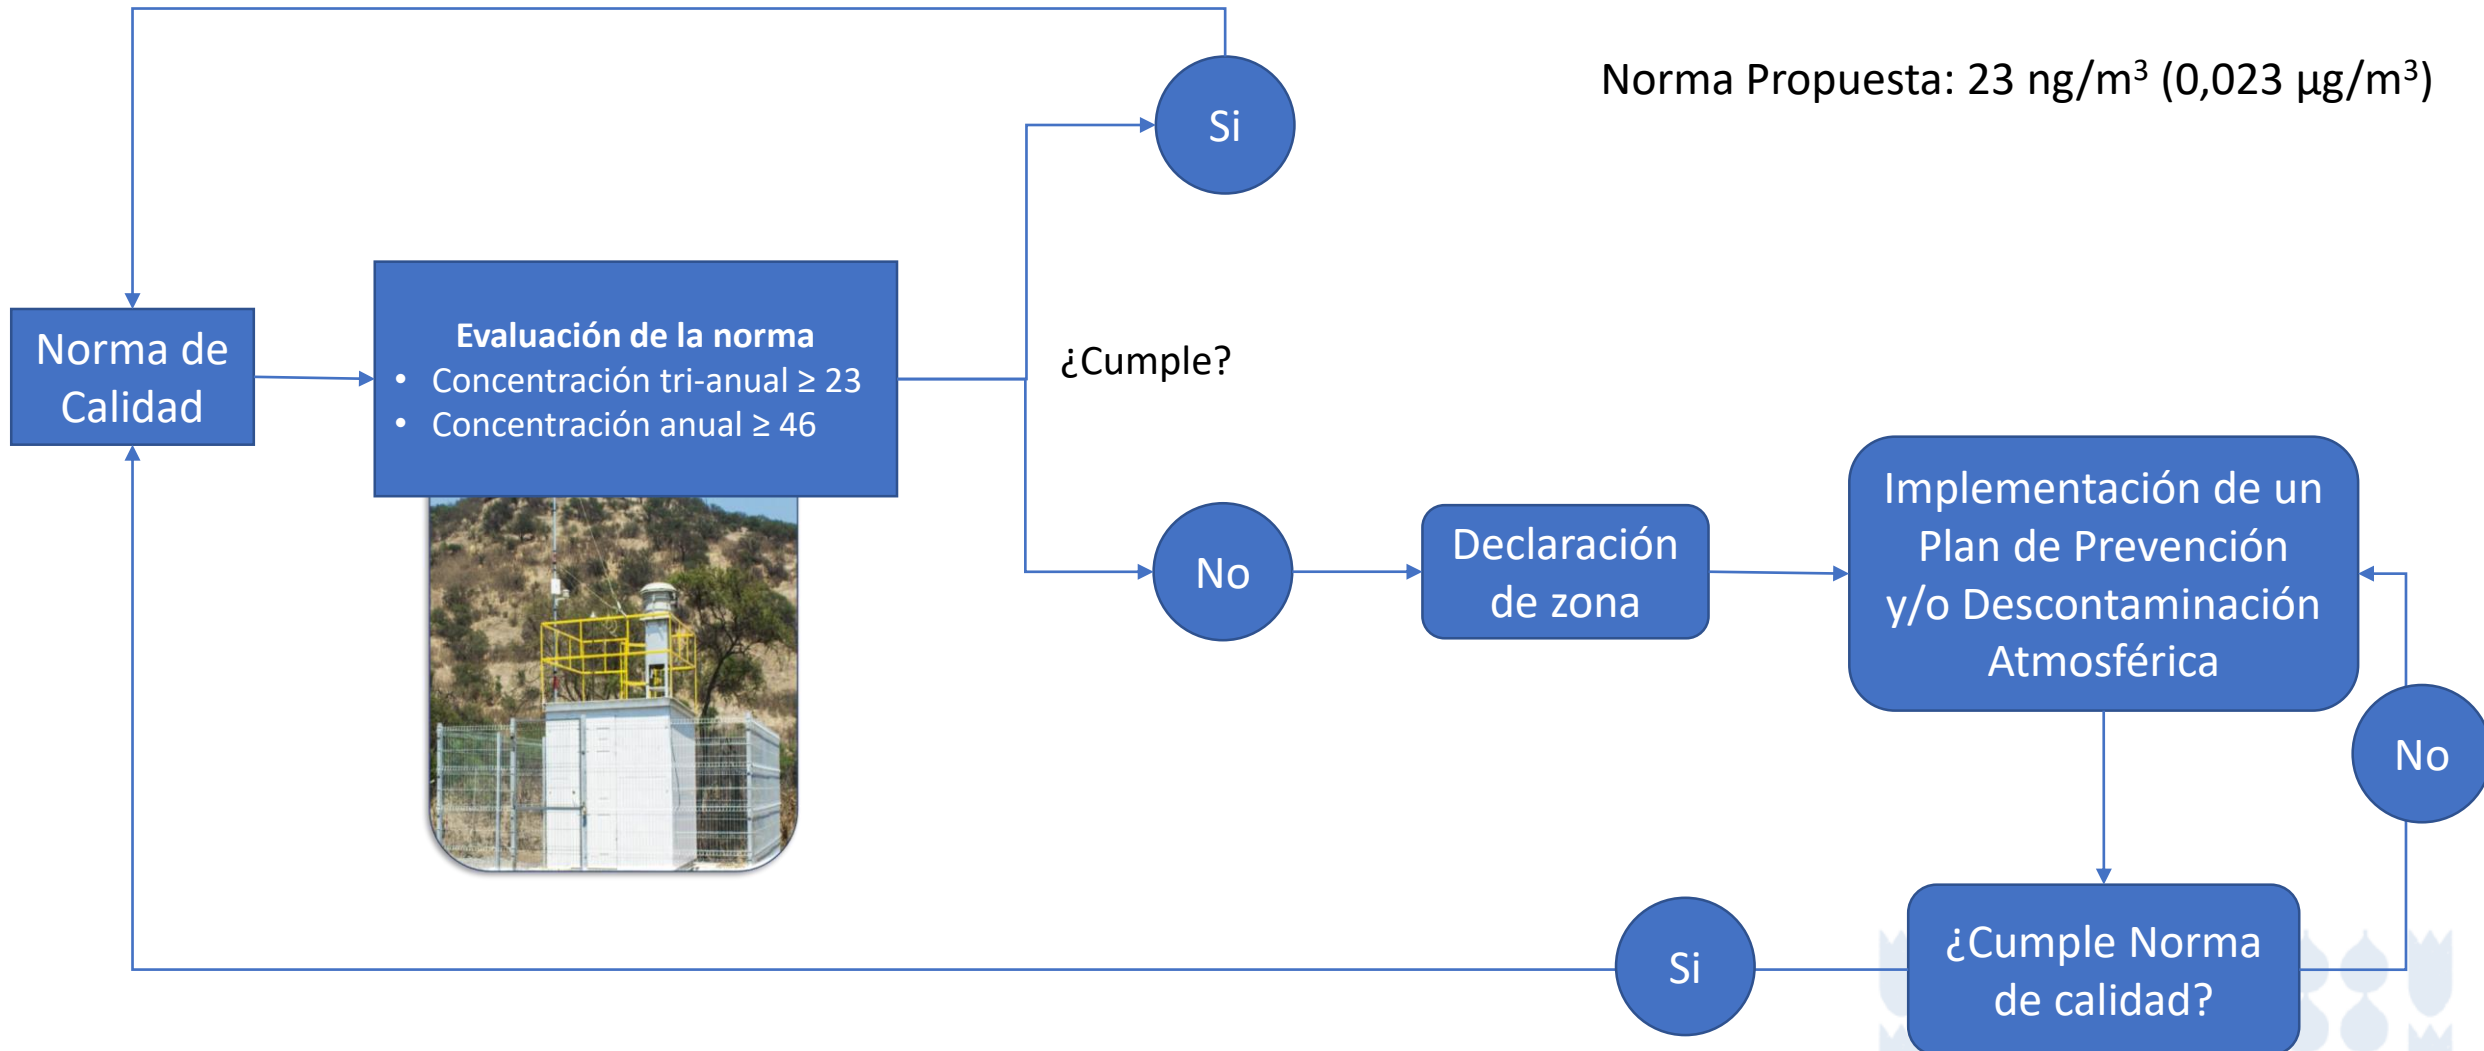 Norma Propuesta: 23 ng/m³ (0,023 µg/m³)
Si
Norma de
Calidad
Evaluación de la norma
• Concentración tri-anual ≥ 23
• Concentración anual ≥ 46
¿Cumple?
No
Declaración
de zona
Implementación de un
Plan de Prevención
y/o Descontaminación
Atmosférica
No
¿Cumple Norma
de calidad?
Si